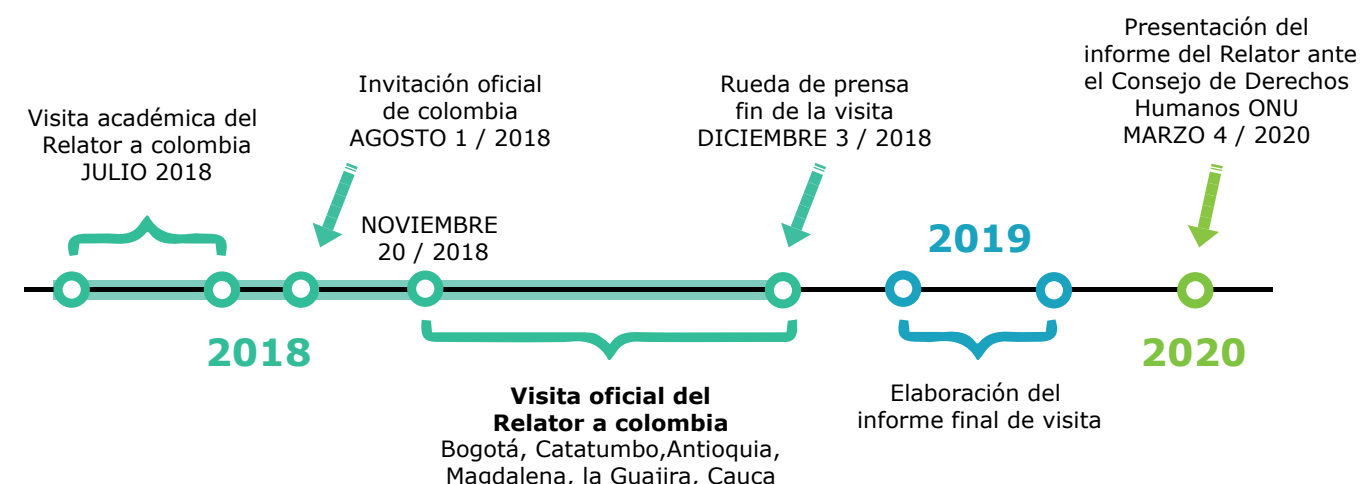 Visita académica del
Relator a colombia
JULIO 2018
Invitación oficial
de colombia
AGOSTO 1 / 2018
NOVIEMBRE
20 / 2018
Rueda de prensa
fin de la visita
DICIEMBRE 3 / 2018
2019
Presentación del
informe del Relator ante
el Consejo de Derechos
Humanos ONU
MARZO 4 / 2020
2018
Visita oficial del
Relator a colombia
Bogotá, Catatumbo,Antioquia,
Magdalena, la Guajira, Cauca
Elaboración del
informe final de visita
2020